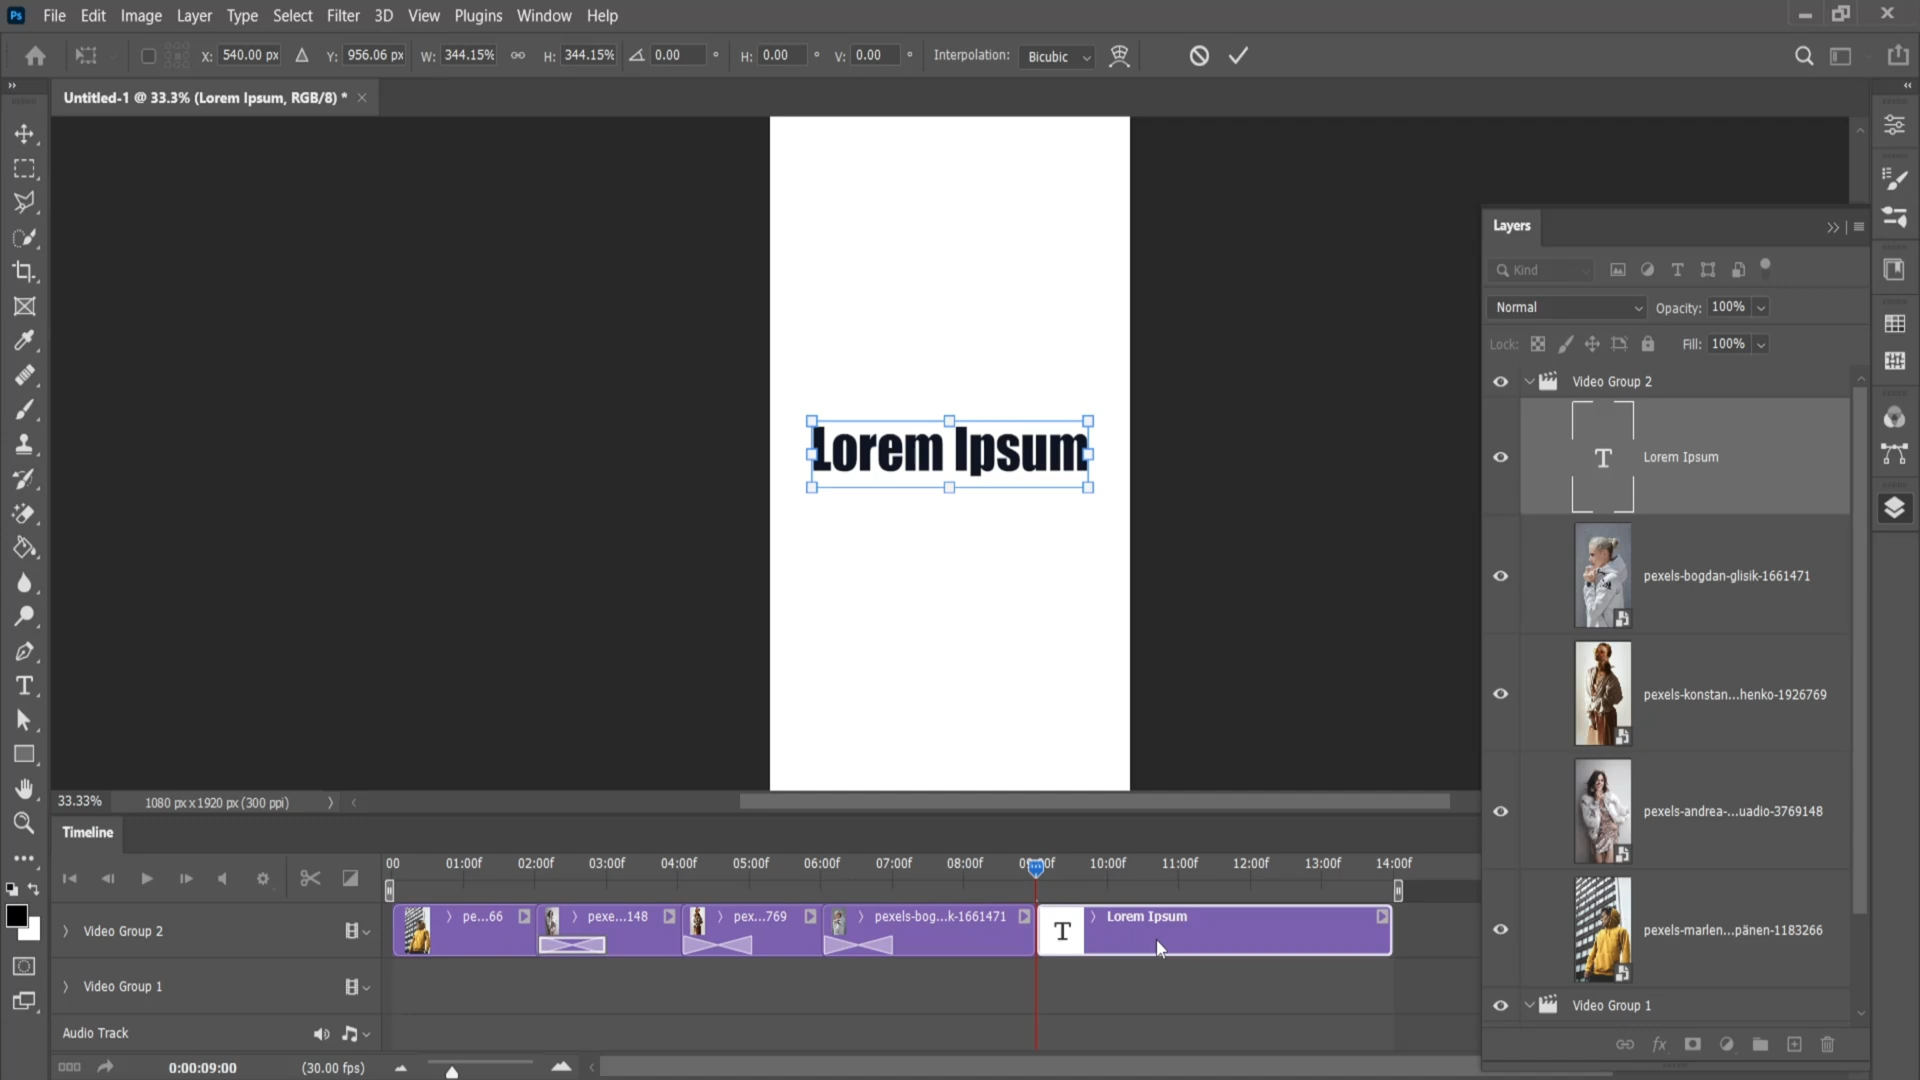 Ps File Edit Image Layer Type Select Filter 3D View Plugins Window Help
X: 540.00 px Y: 956.06 px W: 344.15% H: 344.15% 0.00 ° H: 0.00 ° V: 0.00 ° Interpolation: Bicubic
Untitled-1 @ 33.3% (Lorem Ipsum, RGB/8) *
Lorem Ipsum
Layers
Kind
Normal Opacity: 100%
Lock: Fill: 100%
Video Group 2
T Lorem Ipsum
pexels-bogdan-glisik-1661471
pexels-konstan...henko-1926769
pexels-andrea-...uadio-3769148
pexels-marlen...pänen-1183266
Video Group 1
33.33% 1080 px x 1920 px (300 ppi)
Timeline
00 01:00f 02:00f 03:00f 04:00f 05:00f 06:00f 07:00f 08:00f 09:00f 10:00f 11:00f 12:00f 13:00f 14:00f
Video Group 2 pe...66 pexe...148 pex...769 pexels-bog...k-1661471 T Lorem Ipsum
Video Group 1
Audio Track
0:00:09:00 (30.00 fps)